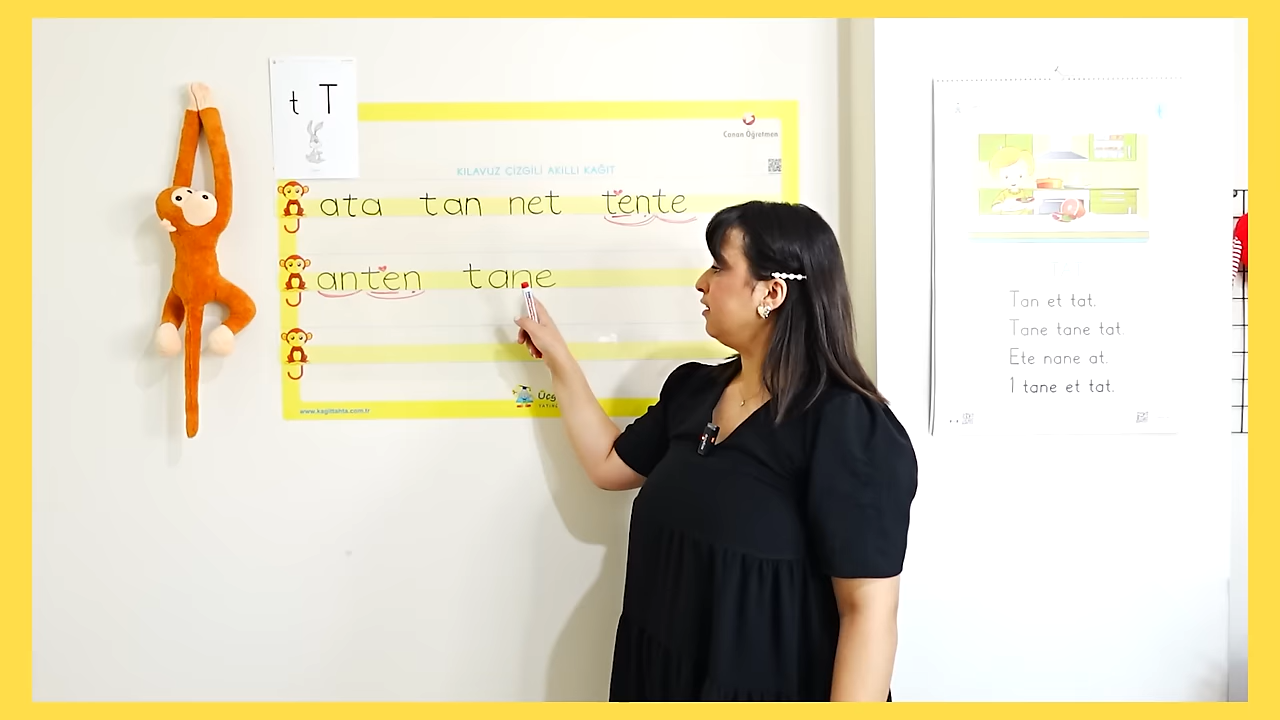 t T
Canan Öğretmen
KILAVUZ ÇİZGİLİ AKILLI KAĞIT
ata tan net tente
anten tane
www.kagittahta.com.tr
Tan et tat.
Tane tane tat.
Ete nane at.
1 tane et tat.